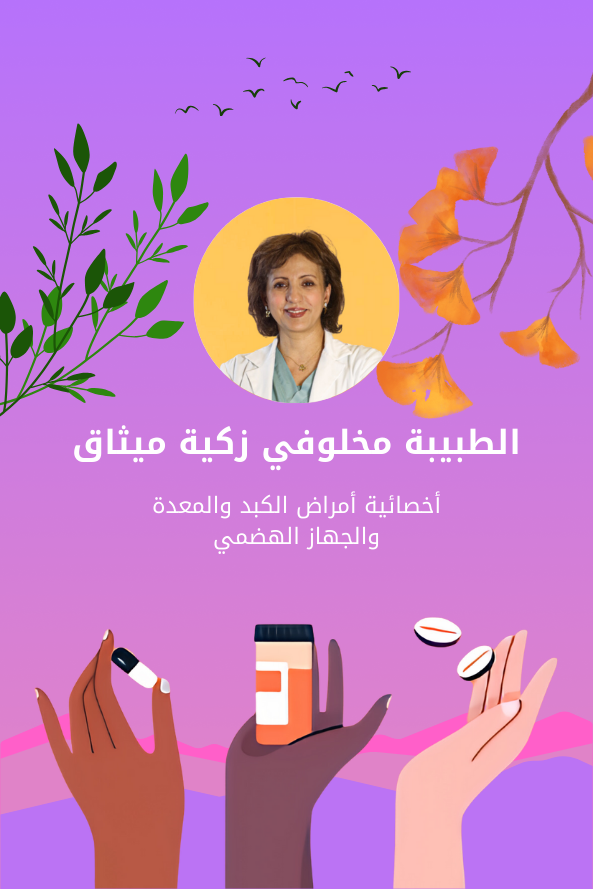 الطبيبة مخلوفي زكية ميثاق
أخصائية أمراض الكبد والمعدة
والجهاز الهضمي